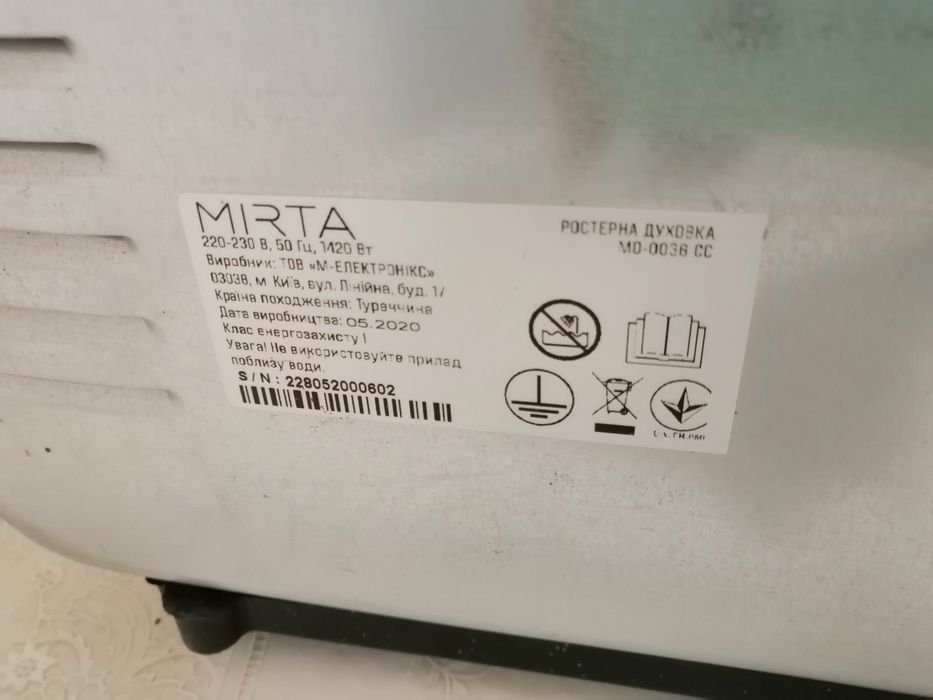 MIRTA
220-230 В, 50 Гц, 1420 Вт
Виробник: ТОВ «М-ЕЛЕКТРОНІКС»
03038, м. Київ, вул. Лінійна, буд. 17
Країна походження: Туреччина
Дата виробництва: 05.2020
Клас енергозахисту I
Увага! Не використовуйте прилад
поблизу води.
S/N: 228052000602
РОСТЕРНА ДУХОВКА
МО-0036 СС